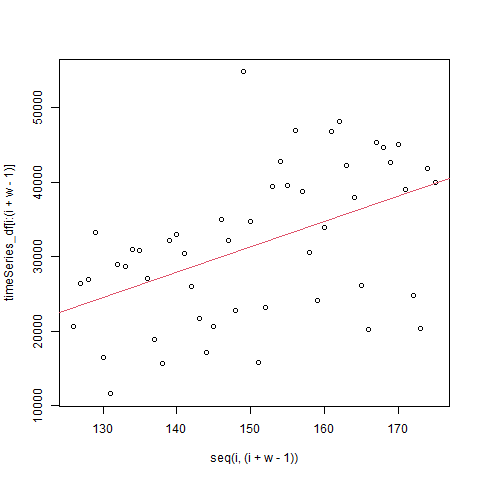 timeSeries_df[i:(i + w - 1)]
50000
40000
30000
20000
10000
130 140 150 160 170
seq(i, (i + w - 1))